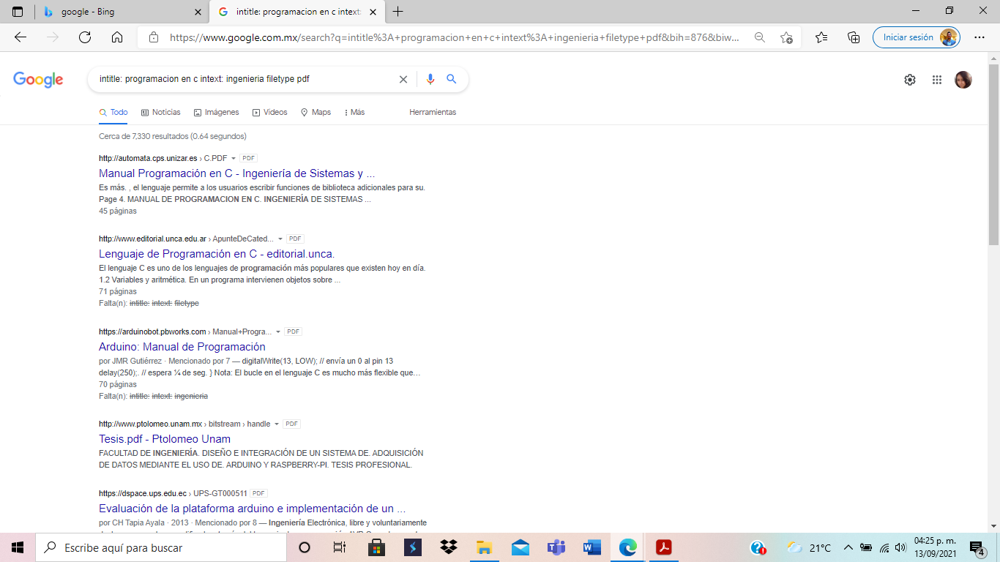 google - Bing
intitle: programacion en c intext:
https://www.google.com.mx/search?q=intitle%3A+programacion+en+c+intext%3A+ingenieria+filetype+pdf&bih=876&biw...
Iniciar sesión
Google
intitle: programacion en c intext: ingenieria filetype pdf
Todo
Noticias
Imágenes
Vídeos
Maps
Más
Herramientas
Cerca de 7,330 resultados (0.64 segundos)
http://automata.cps.unizar.es › C.PDF PDF
Manual Programación en C - Ingeniería de Sistemas y ...
Es más. , el lenguaje permite a los usuarios escribir funciones de biblioteca adicionales para su.
Page 4. MANUAL DE PROGRAMACION EN C. INGENIERÍA DE SISTEMAS ...
45 páginas
http://www.editorial.unca.edu.ar › ApunteDeCated... PDF
Lenguaje de Programación en C - editorial.unca.
El lenguaje C es uno de los lenguajes de programación más populares que existen hoy en día.
1.2 Variables y aritmética. En un programa intervienen objetos sobre ...
71 páginas
Falta(n): intitle: intext: filetype
https://arduinobot.pbworks.com › Manual+Progra... PDF
Arduino: Manual de Programación
por JMR Gutiérrez · Mencionado por 7 — digitalWrite(13, LOW); // envía un 0 al pin 13
delay(250);. // espera ¼ de seg. } Nota: El bucle en el lenguaje C es mucho más flexible que...
70 páginas
Falta(n): intitle: intext: ingenieria
http://www.ptolomeo.unam.mx › bitstream › handle PDF
Tesis.pdf - Ptolomeo Unam
FACULTAD DE INGENIERÍA. DISEÑO E INTEGRACIÓN DE UN SISTEMA DE. ADQUISICIÓN
DE DATOS MEDIANTE EL USO DE. ARDUINO Y RASPBERRY-PI. TESIS PROFESIONAL.
https://dspace.ups.edu.ec › UPS-GT000511 PDF
Evaluación de la plataforma arduino e implementación de un ...
por CH Tapia Ayala · 2013 · Mencionado por 8 — Ingeniería Electrónica, libre y voluntariamente
Escribe aquí para buscar
21°C
04:25 p. m.
13/09/2021
4